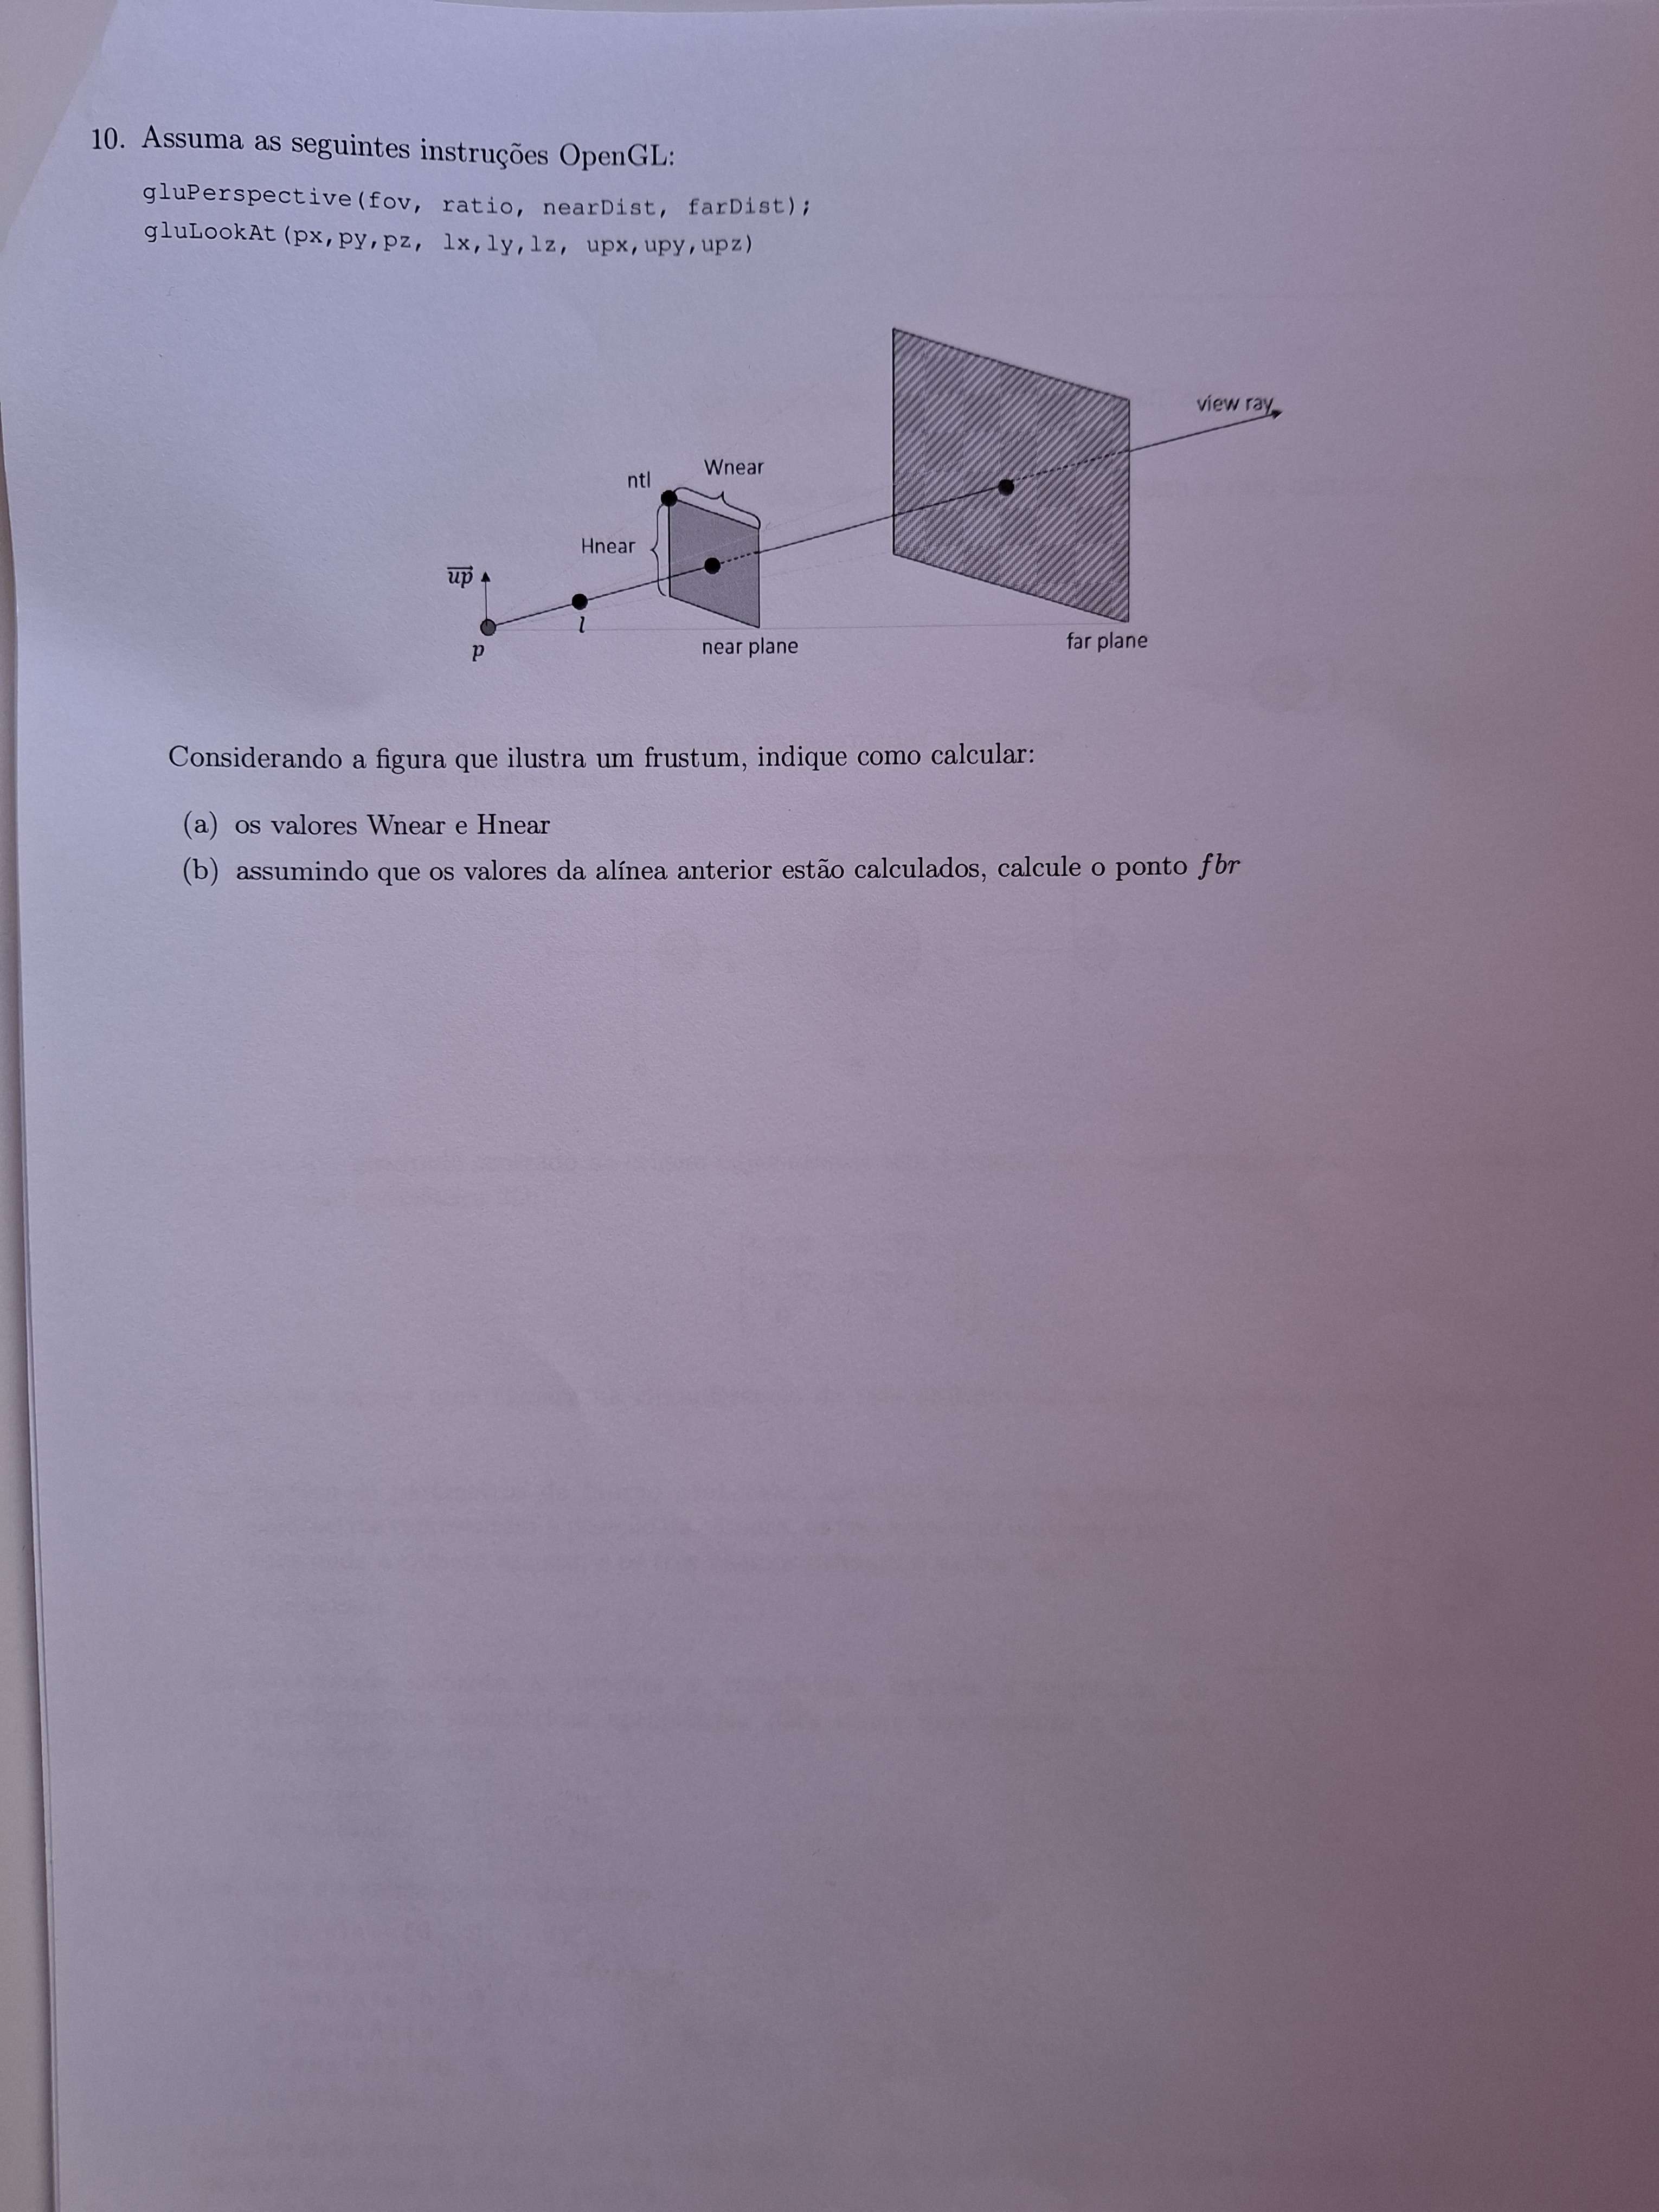 10. Assuma as seguintes instruções OpenGL:
gluPerspective(fov, ratio, nearDist, farDist);
gluLookAt(px,py,pz, lx,ly,lz, upx,upy,upz)
view ray
Wnear
ntl
Hnear
up
l
p
near plane
far plane
Considerando a figura que ilustra um frustum, indique como calcular:
(a) os valores Wnear e Hnear
(b) assumindo que os valores da alínea anterior estão calculados, calcule o ponto fbr